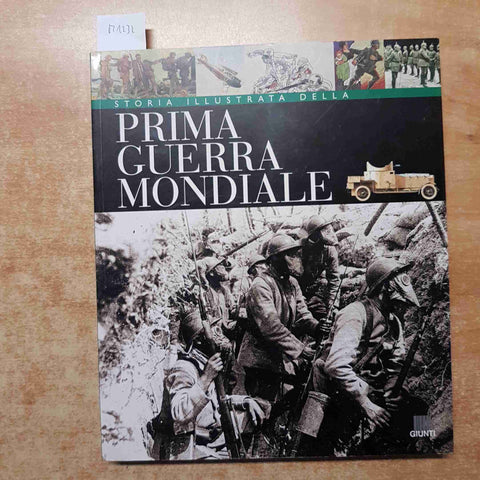 STORIA ILLUSTRATA DELLA
PRIMA
GUERRA
MONDIALE
GIUNTI